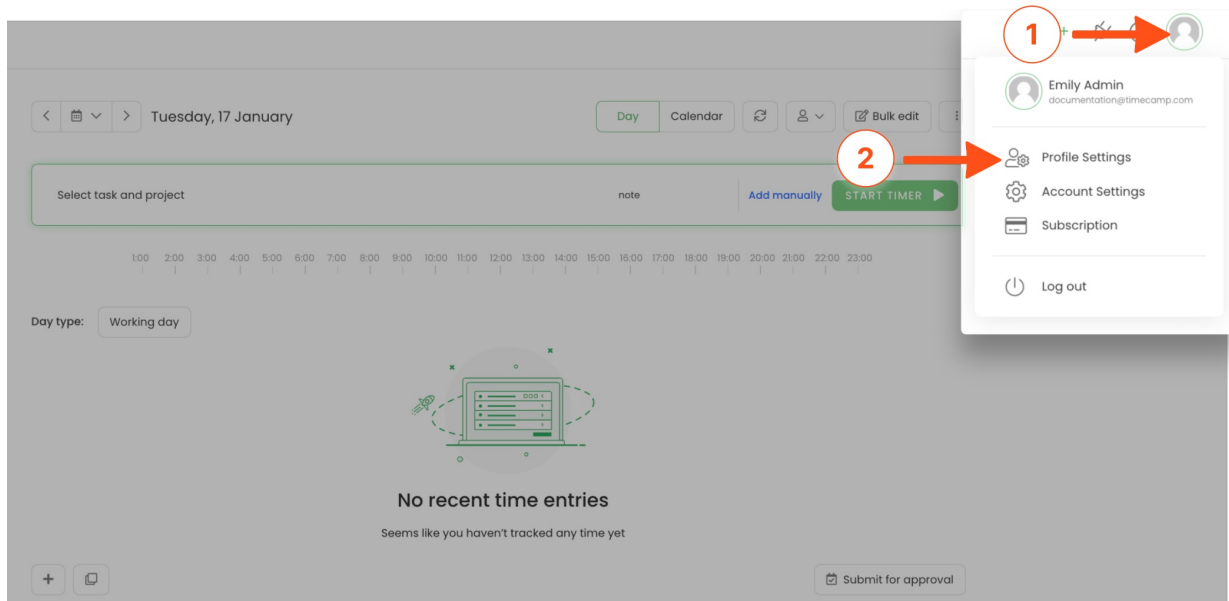 1
Emily Admin
documentation@timecamp.com
Tuesday, 17 January
Day Calendar Bulk edit
2
Profile Settings
Account Settings
Subscription
Log out
Select task and project note Add manually START TIMER
1:00 2:00 3:00 4:00 5:00 6:00 7:00 8:00 9:00 10:00 11:00 12:00 13:00 14:00 15:00 16:00 17:00 18:00 19:00 20:00 21:00 22:00 23:00
Day type: Working day
No recent time entries
Seems like you haven't tracked any time yet
Submit for approval